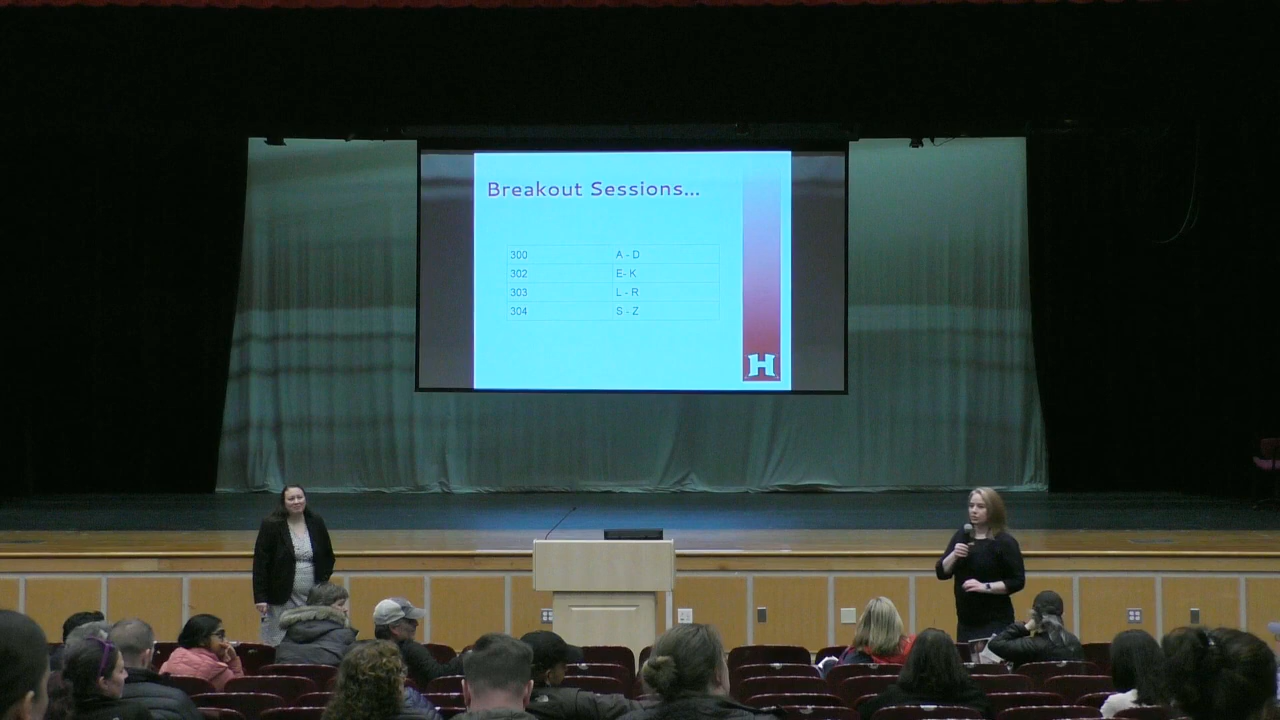 Breakout Sessions...
300 A - D
302 E- K
303 L - R
304 S - Z
H